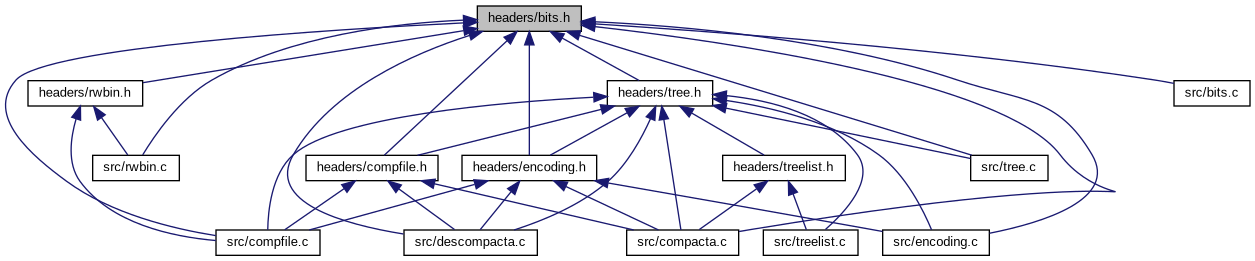 headers/bits.h
headers/rwbin.h
headers/tree.h
src/bits.c
src/rwbin.c
headers/compfile.h
headers/encoding.h
headers/treelist.h
src/tree.c
src/compfile.c
src/descompacta.c
src/compacta.c
src/treelist.c
src/encoding.c